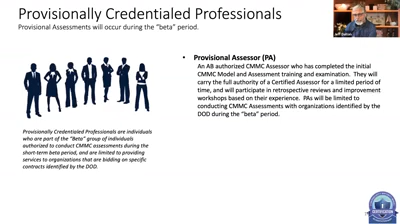 Provisionally Credentialed Professionals
Provisional Assessments will occur during the "beta" period.
• Provisional Assessor (PA)
An AB authorized CMMC Assessor who has completed the initial
CMMC Model and Assessment training and examination. They will
carry the full authority of a Certified Assessor for a limited period of
time, and will participate in retrospective reviews and improvement
workshops based on their experience. PAs will be limited to
conducting CMMC Assessments with organizations identified by the
DOD during the "beta" period.
Provisionally Credentialed Professionals are individuals
who are part of the "Beta" group of individuals
authorized to conduct CMMC assessments during the
short-term beta period, and are limited to providing
services to organizations that are bidding on specific
contracts identified by the DOD.